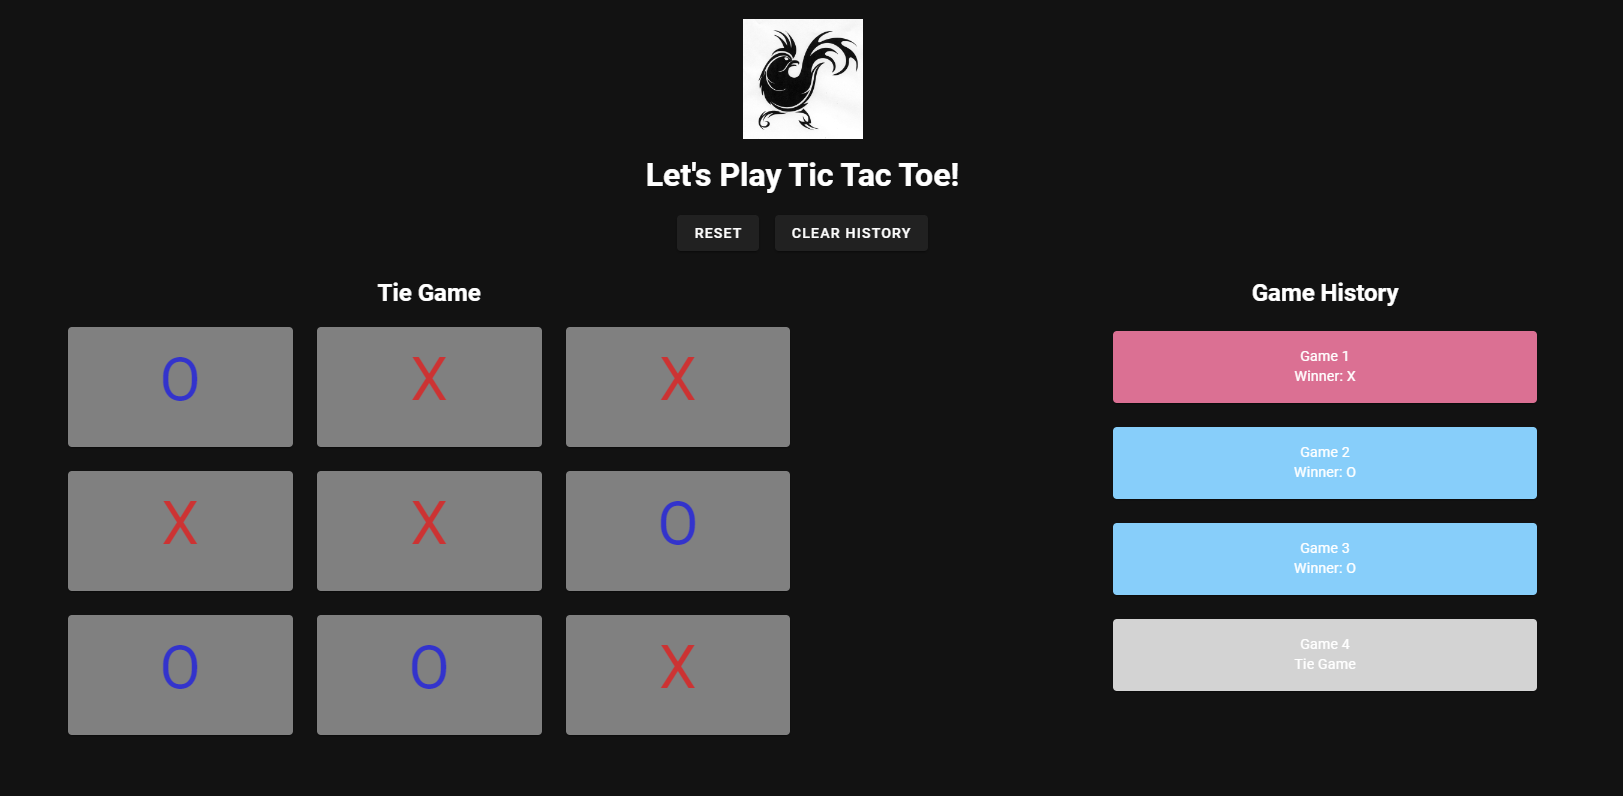 Let's Play Tic Tac Toe!
RESET CLEAR HISTORY
Tie Game
O X X
X X O
O O X
Game History
Game 1
Winner: X
Game 2
Winner: O
Game 3
Winner: O
Game 4
Tie Game